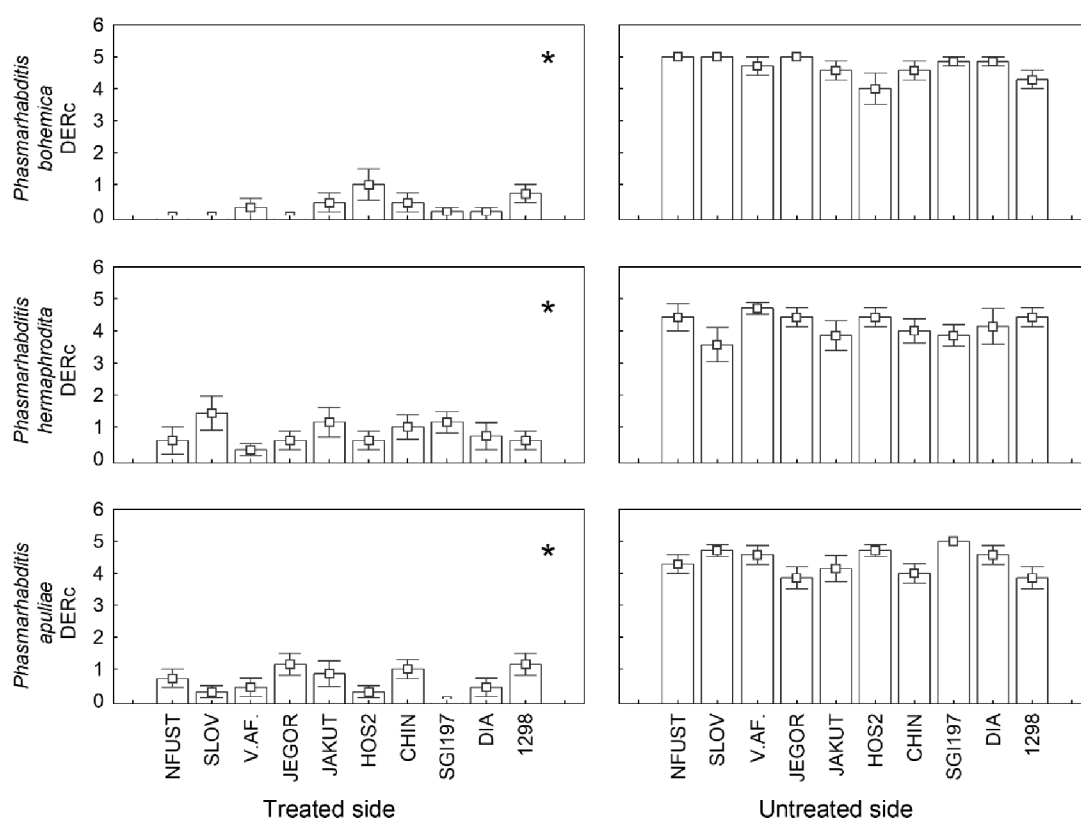 Phasmarhabditis
bohemica
DERc
6
5
4
3
2
1
0
*
Phasmarhabditis
hermaphrodita
DERc
6
5
4
3
2
1
0
*
Phasmarhabditis
apuliae
DERc
6
5
4
3
2
1
0
*
NFUST
SLOV
V.AF.
JEGOR
JAKUT
HOS2
CHIN
SGI197
DIA
1298
NFUST
SLOV
V.AF.
JEGOR
JAKUT
HOS2
CHIN
SGI197
DIA
1298
Treated side
Untreated side